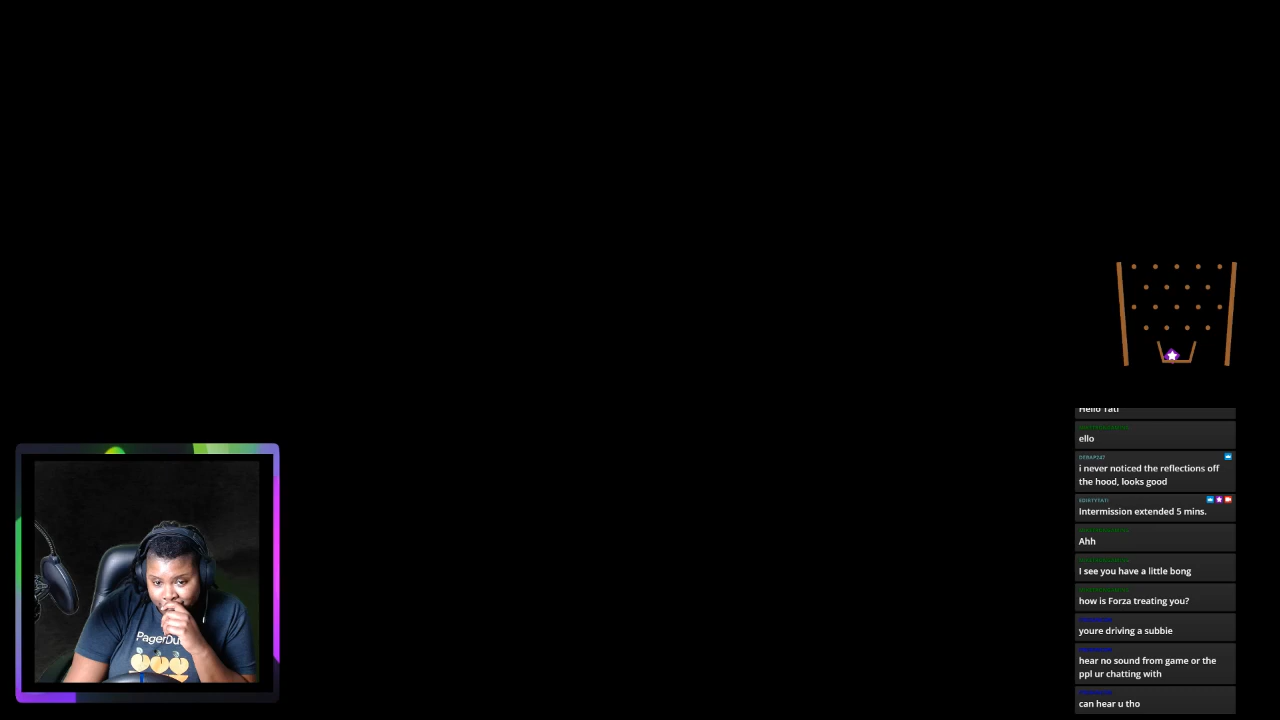 Hello Tati
ello
DEBAP247
i never noticed the reflections off
the hood, looks good
EDIRTYTATI
Intermission extended 5 mins.
Ahh
I see you have a little bong
how is Forza treating you?
youre driving a subbie
hear no sound from game or the
ppl ur chatting with
can hear u tho